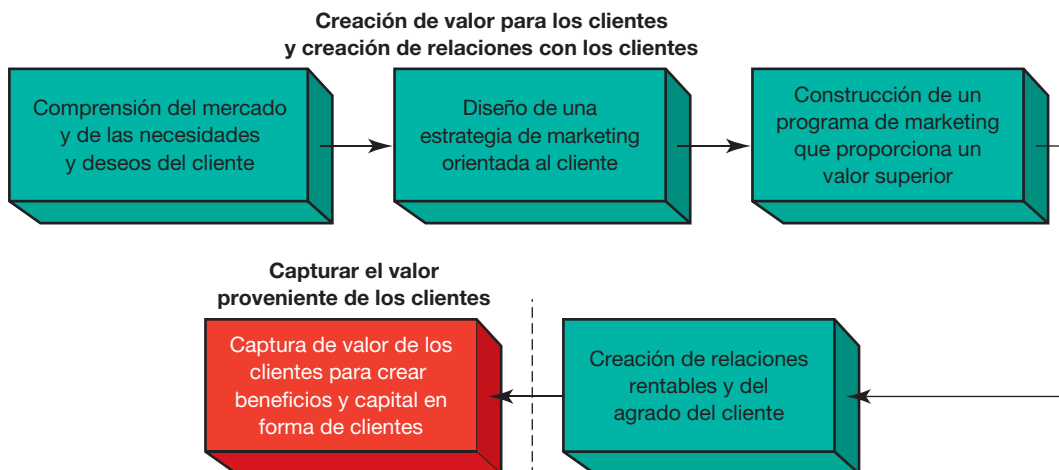 Creación de valor para los clientes
y creación de relaciones con los clientes
Comprensión del mercado
y de las necesidades
y deseos del cliente
Diseño de una
estrategia de marketing
orientada al cliente
Construcción de un
programa de marketing
que proporciona un
valor superior
Capturar el valor
proveniente de los clientes
Captura de valor de los
clientes para crear
beneficios y capital en
forma de clientes
Creación de relaciones
rentables y del
agrado del cliente